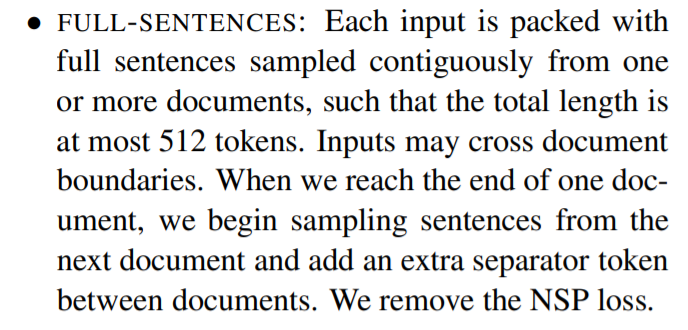 • FULL-SENTENCES: Each input is packed with
full sentences sampled contiguously from one
or more documents, such that the total length is
at most 512 tokens. Inputs may cross document
boundaries. When we reach the end of one doc-
ument, we begin sampling sentences from the
next document and add an extra separator token
between documents. We remove the NSP loss.